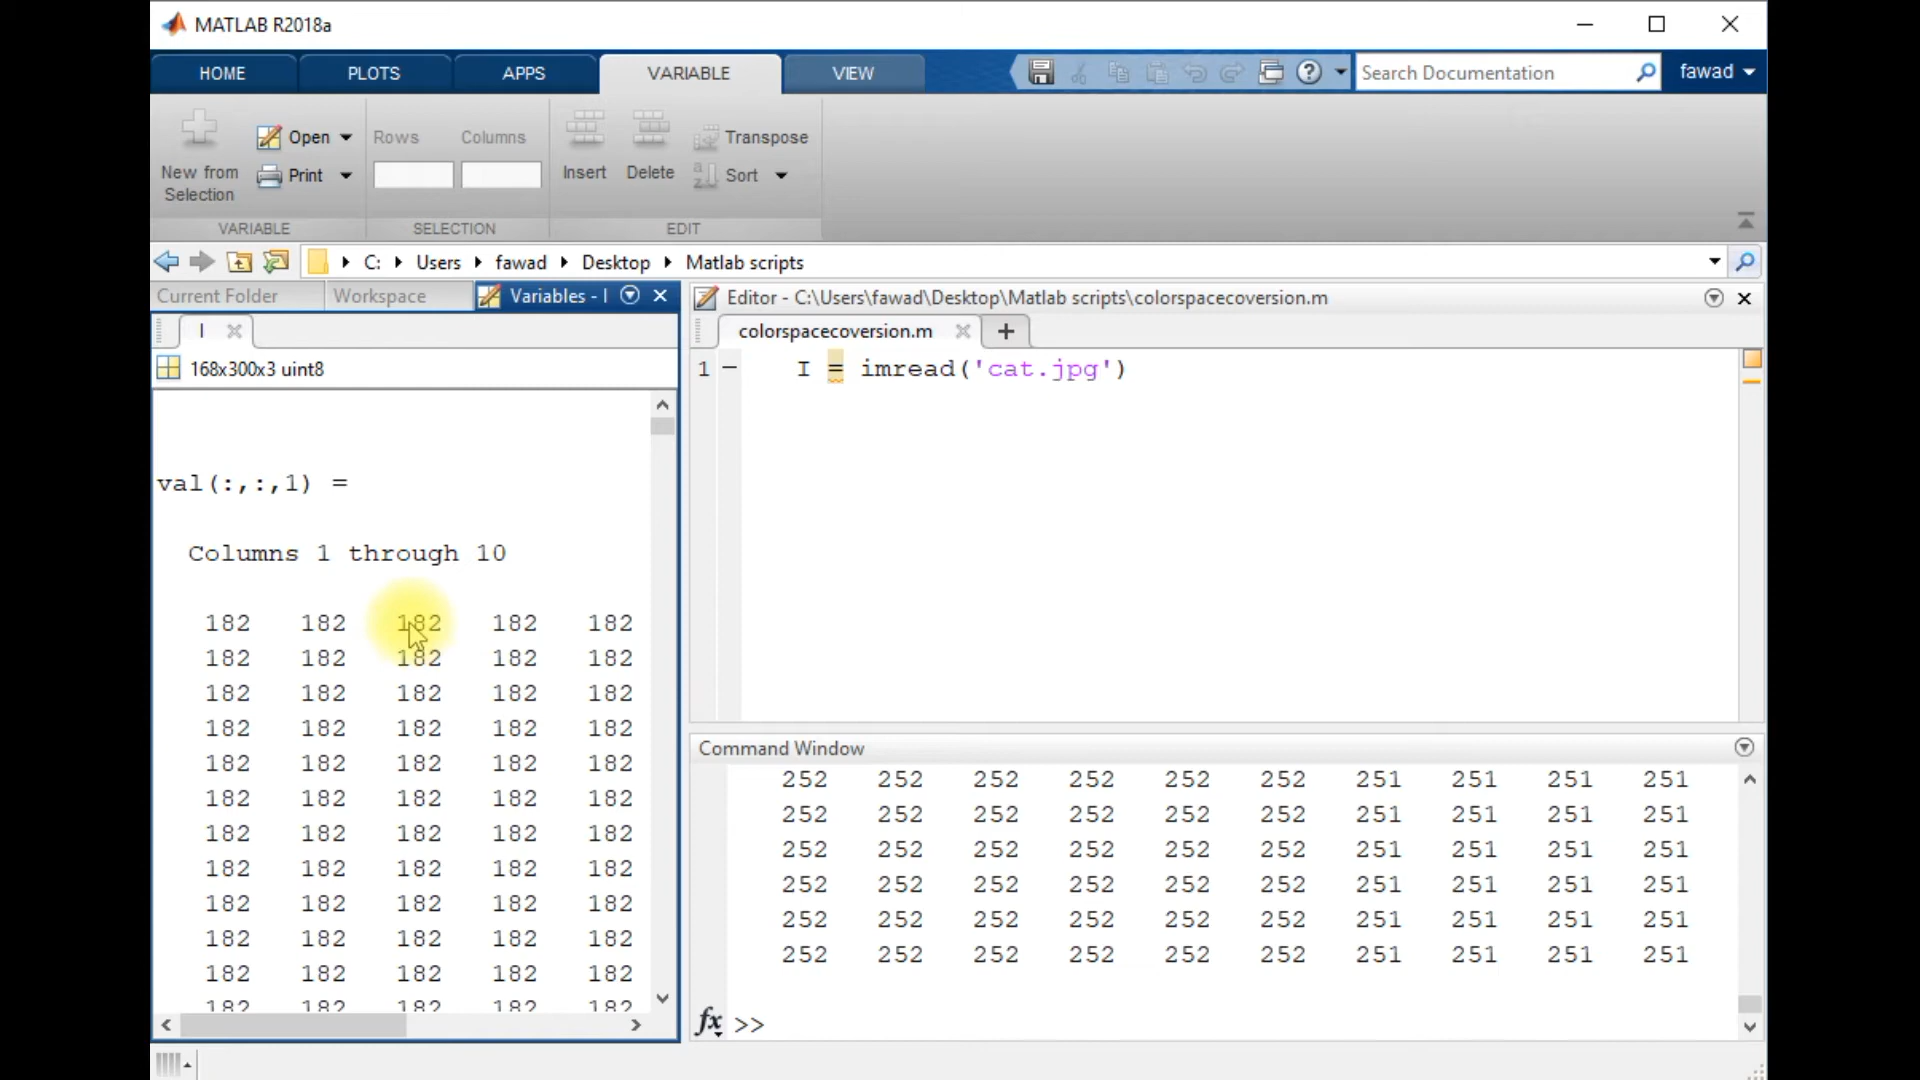 MATLAB R2018a
HOME PLOTS APPS VARIABLE VIEW Search Documentation fawad
New from Selection Open Print Rows Columns Insert Delete Transpose Sort
VARIABLE SELECTION EDIT
C: Users fawad Desktop Matlab scripts
Current Folder Workspace Variables - I
I
168x300x3 uint8
val(:,:,1) =
Columns 1 through 10
182 182 182 182 182
182 182 182 182 182
182 182 182 182 182
182 182 182 182 182
182 182 182 182 182
182 182 182 182 182
182 182 182 182 182
182 182 182 182 182
182 182 182 182 182
182 182 182 182 182
182 182 182 182 182
182 182 182 182 182
Editor - C:\Users\fawad\Desktop\Matlab scripts\colorspacecoversion.m
colorspacecoversion.m +
1 — I = imread('cat.jpg')
Command Window
252 252 252 252 252 252 251 251 251 251
252 252 252 252 252 252 251 251 251 251
252 252 252 252 252 252 251 251 251 251
252 252 252 252 252 252 251 251 251 251
252 252 252 252 252 252 251 251 251 251
252 252 252 252 252 252 251 251 251 251
fx >>